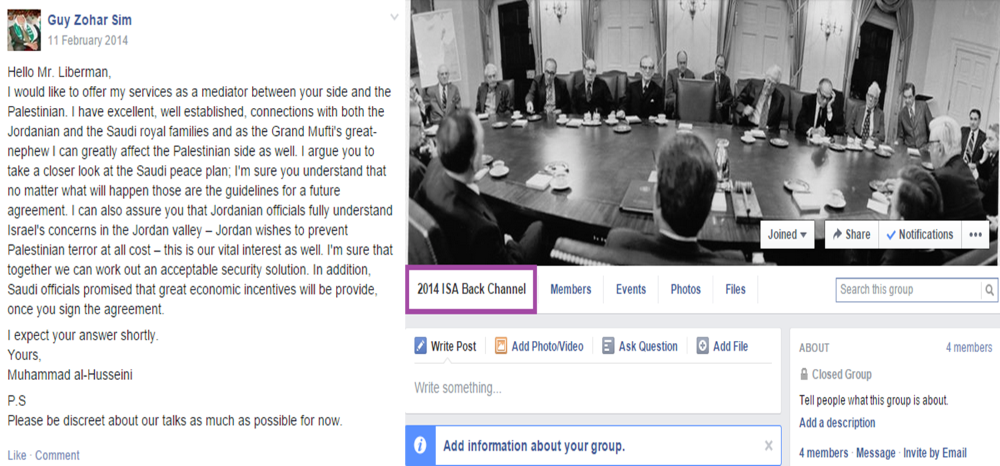 Guy Zohar Sim
11 February 2014
Hello Mr. Liberman,
I would like to offer my services as a mediator between your side and the
Palestinian. I have excellent, well established, connections with both the
Jordanian and the Saudi royal families and as the Grand Mufti's great-
nephew I can greatly affect the Palestinian side as well. I argue you to
take a closer look at the Saudi peace plan; I'm sure you understand that
no matter what will happen those are the guidelines for a future
agreement. I can also assure you that Jordanian officials fully understand
Israel's concerns in the Jordan valley – Jordan wishes to prevent
Palestinian terror at all cost – this is our vital interest as well. I'm sure that
together we can work out an acceptable security solution. In addition,
Saudi officials promised that great economic incentives will be provide,
once you sign the agreement.
I expect your answer shortly.
Yours,
Muhammad al-Husseini
P.S
Please be discreet about our talks as much as possible for now.
Like · Comment
Joined
Share
Notifications
2014 ISA Back Channel
Members
Events
Photos
Files
Search this group
Write Post
Add Photo/Video
Ask Question
Add File
Write something...
Add information about your group.
ABOUT
4 members
Closed Group
Tell people what this group is about.
Add a description
4 members · Message · Invite by Email